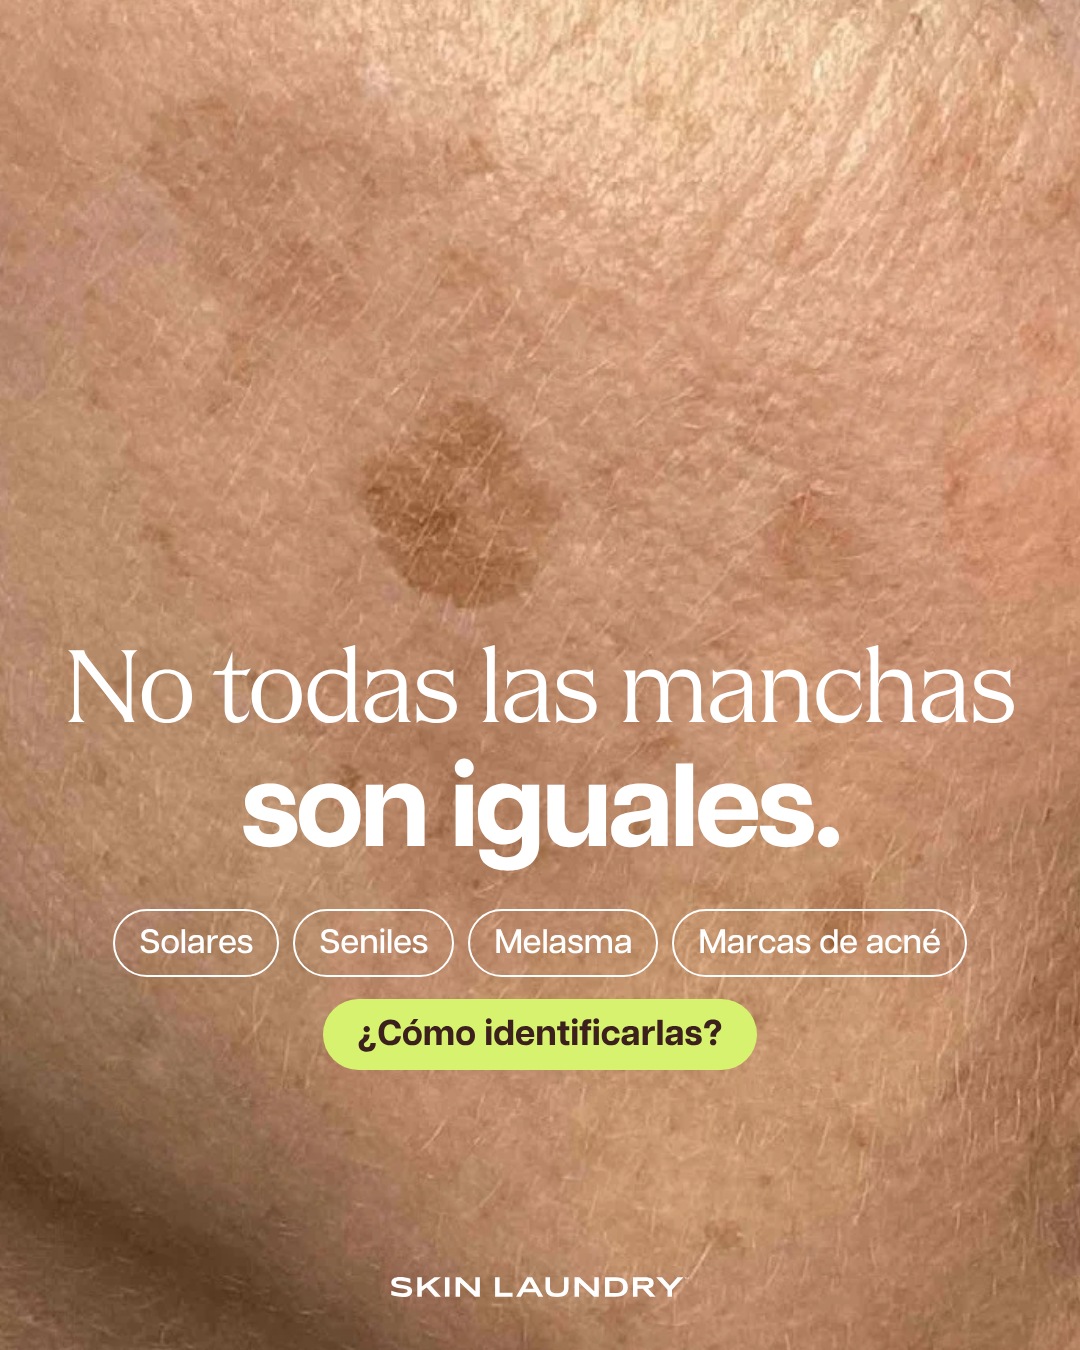 No todas las manchas
son iguales.
Solares Seniles Melasma Marcas de acné
¿Cómo identificarlas?
SKIN LAUNDRY